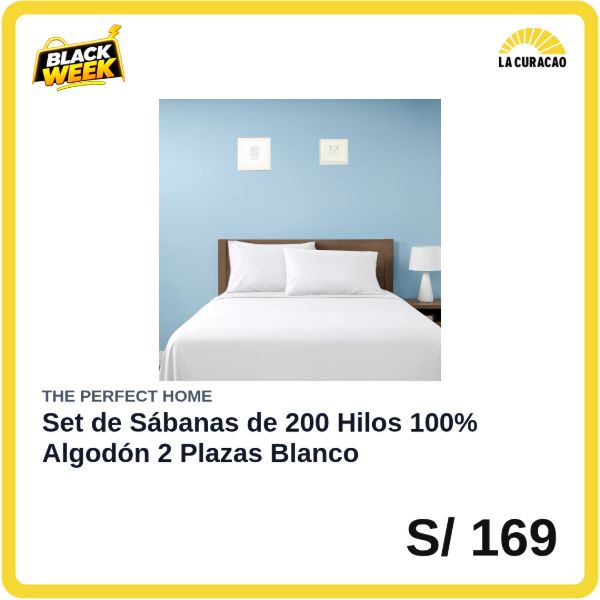 BLACK
WEEK
LA CURACAO
THE PERFECT HOME
Set de Sábanas de 200 Hilos 100%
Algodón 2 Plazas Blanco
S/ 169